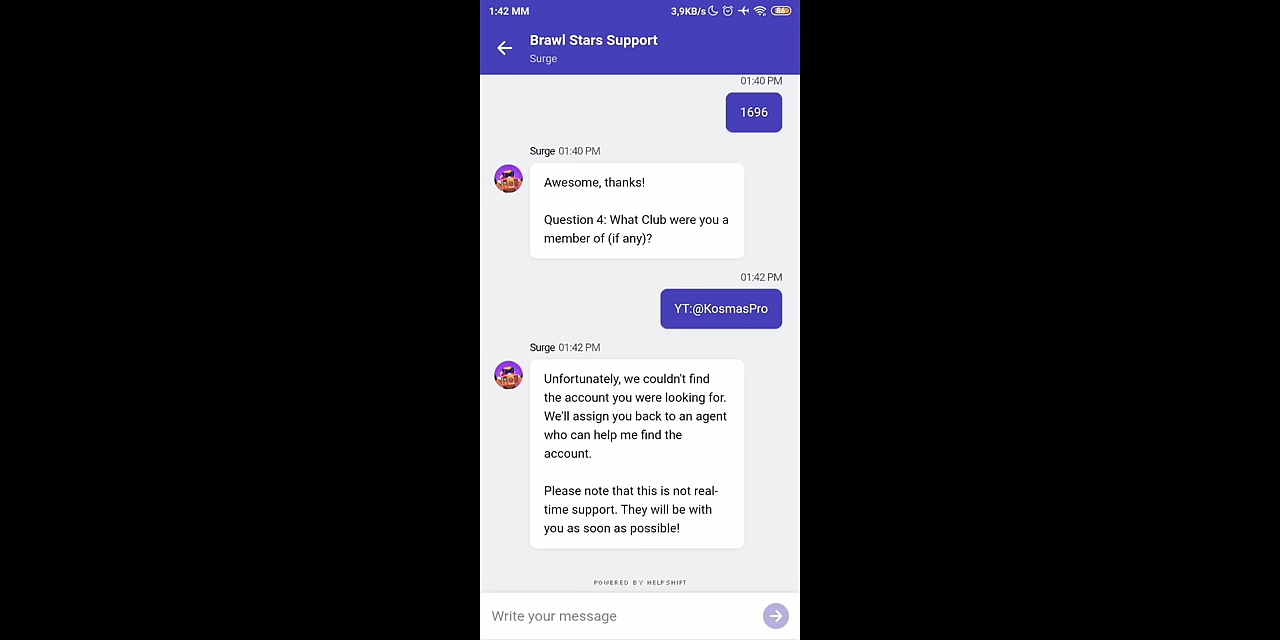 1:42 MM
3,9KB/s
86
Brawl Stars Support
Surge
01:40 PM
1696
Surge 01:40 PM
Awesome, thanks!
Question 4: What Club were you a
member of (if any)?
01:42 PM
YT:@KosmasPro
Surge 01:42 PM
Unfortunately, we couldn't find
the account you were looking for.
We'll assign you back to an agent
who can help me find the
account.
Please note that this is not real-
time support. They will be with
you as soon as possible!
POWERED BY HELPSHIFT
Write your message